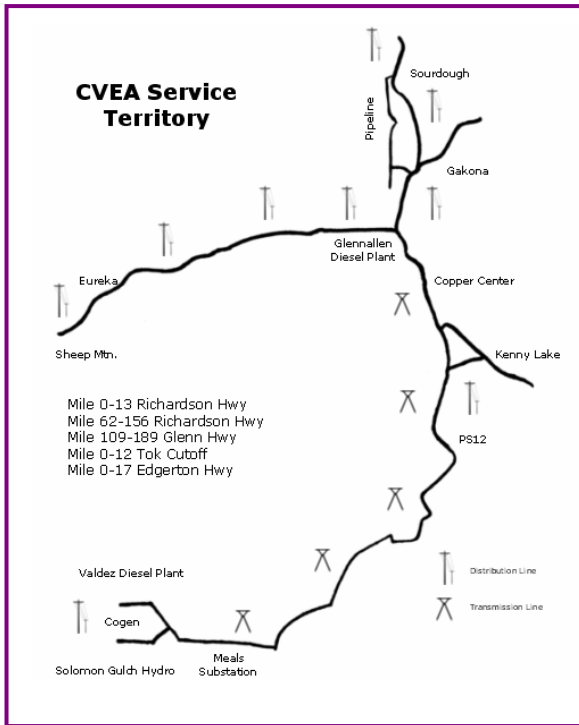 CVEA Service
Territory
Sourdough
Pipeline
Gakona
Glennallen
Diesel Plant
Copper Center
Eureka
Sheep Mtn.
Kenny Lake
Mile 0-13 Richardson Hwy
Mile 62-156 Richardson Hwy
Mile 109-189 Glenn Hwy
Mile 0-12 Tok Cutoff
Mile 0-17 Edgerton Hwy
PS12
Valdez Diesel Plant
Distribution Line
Transmission Line
Cogen
Solomon Gulch Hydro
Meals
Substation